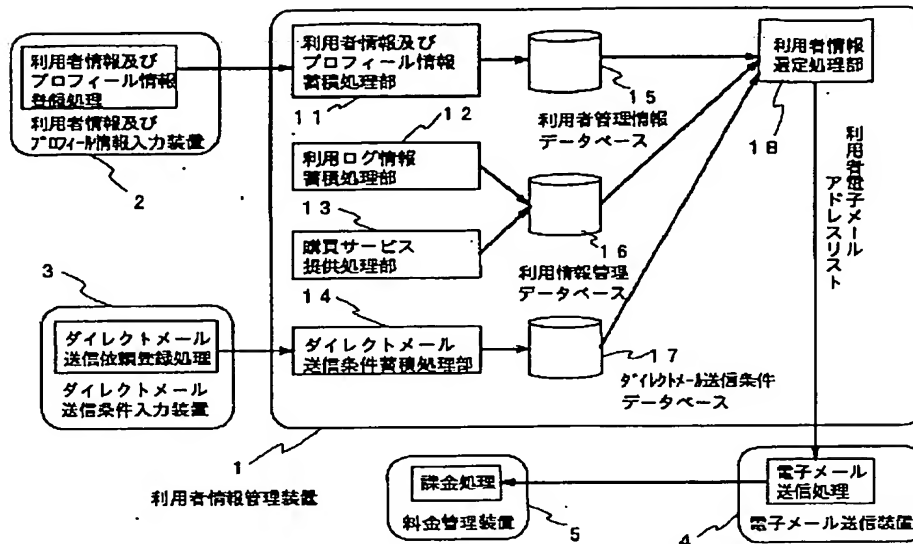 利用者情報及び
プロフィール情報
登録処理
利用者情報及び
プロフィール情報入力装置
2
利用者情報及び
プロフィール情報
蓄積処理部
11
12
利用ログ情報
蓄積処理部
13
購買サービス
提供処理部
14
ダイレクトメール
送信条件蓄積処理部
15
利用者管理情報
データベース
16
利用情報管理
データベース
17
ダイレクトメール送信条件
データベース
利用者情報
選定処理部
18
利用者電子メール
アドレスリスト
3
ダイレクトメール
送信依頼登録処理
ダイレクトメール
送信条件入力装置
1
利用者情報管理装置
課金処理
料金管理装置
5
電子メール
送信処理
4
電子メール送信装置